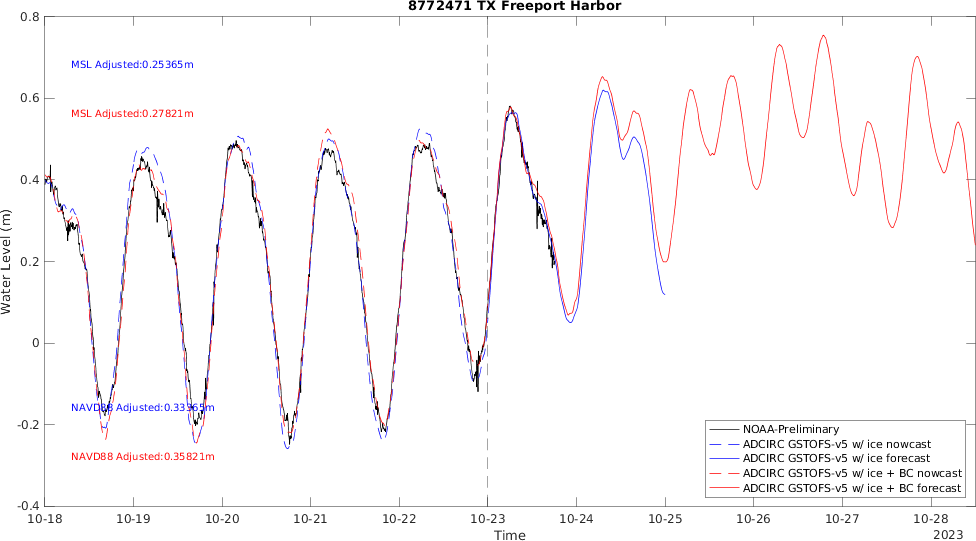 8772471 TX Freeport Harbor
0.8
0.6
0.4
0.2
0
-0.2
-0.4
Water Level (m)
MSL Adjusted:0.25365m
MSL Adjusted:0.27821m
NAVD88 Adjusted:0.33365m
NAVD88 Adjusted:0.35821m
NOAA-Preliminary
ADCIRC GSTOFS-v5 w/ ice nowcast
ADCIRC GSTOFS-v5 w/ ice forecast
ADCIRC GSTOFS-v5 w/ ice + BC nowcast
ADCIRC GSTOFS-v5 w/ ice + BC forecast
10-18 10-19 10-20 10-21 10-22 10-23 10-24 10-25 10-26 10-27 10-28
Time
2023